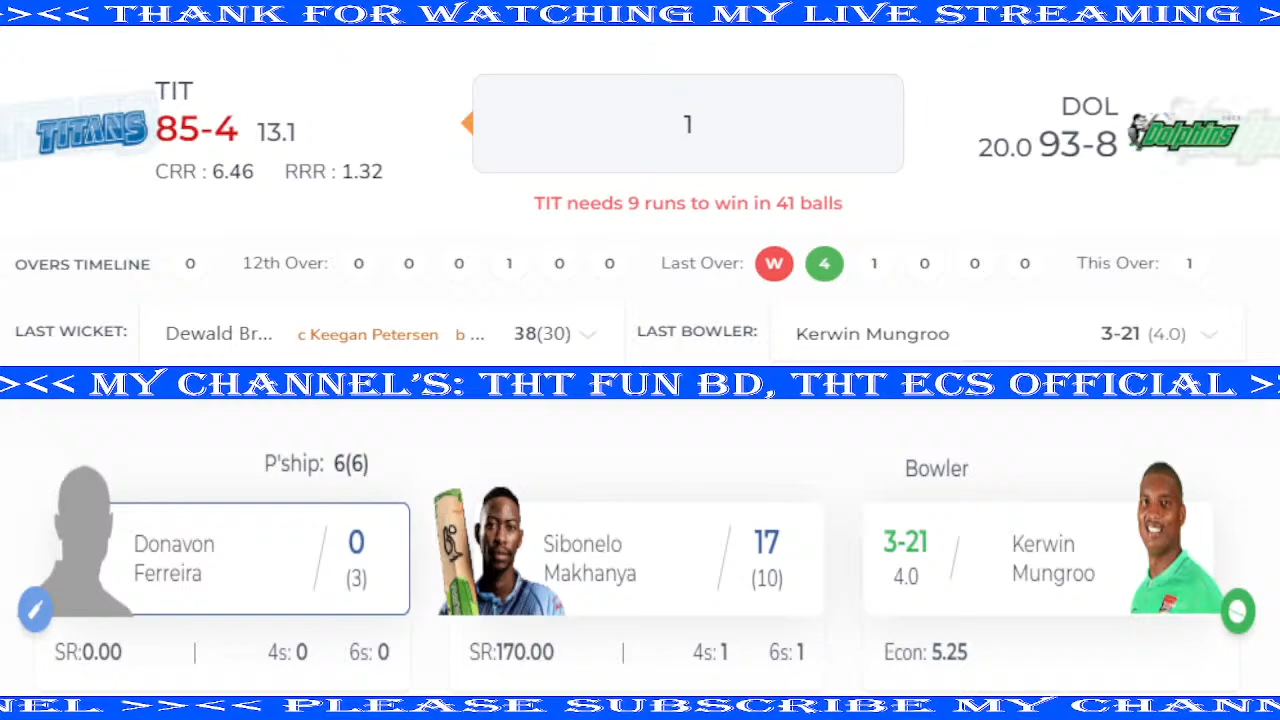 ><< THANK FOR WATCHING MY LIVE STREAMING >
TIT
85-4 13.1
CRR : 6.46 RRR : 1.32
TITANS
1
TIT needs 9 runs to win in 41 balls
DOL
20.0 93-8
Dolphins
OVERS TIMELINE 0 12th Over: 0 0 0 1 0 0 Last Over: W 4 1 0 0 0 This Over: 1
LAST WICKET: Dewald Br... c Keegan Petersen b ... 38(30) LAST BOWLER: Kerwin Mungroo 3-21 (4.0)
><< MY CHANNEL'S: THT FUN BD, THT ECS OFFICIAL >
P'ship: 6(6)
Donavon
Ferreira
0
(3)
SR:0.00 | 4s: 0 6s: 0
Sibonelo
Makhanya
17
(10)
SR:170.00 | 4s: 1 6s: 1
Bowler
3-21
4.0
Kerwin
Mungroo
Econ: 5.25
NEL >><< PLEASE SUBSCRIBE MY CHANN